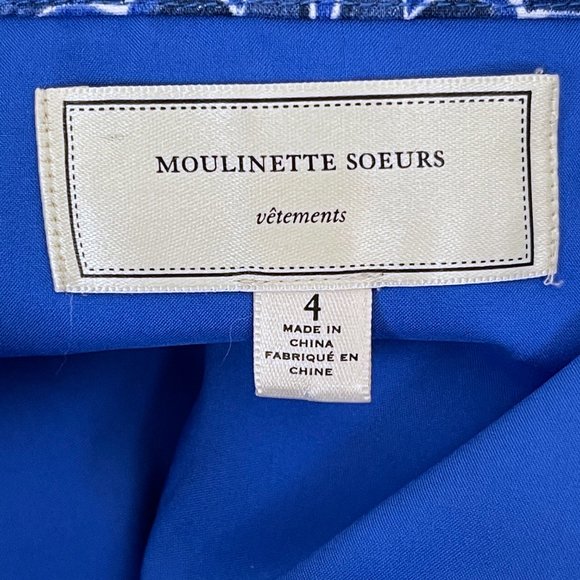 MOULINETTE SOEURS
vêtements
4
MADE IN
CHINA
FABRIQUÉ EN
CHINE